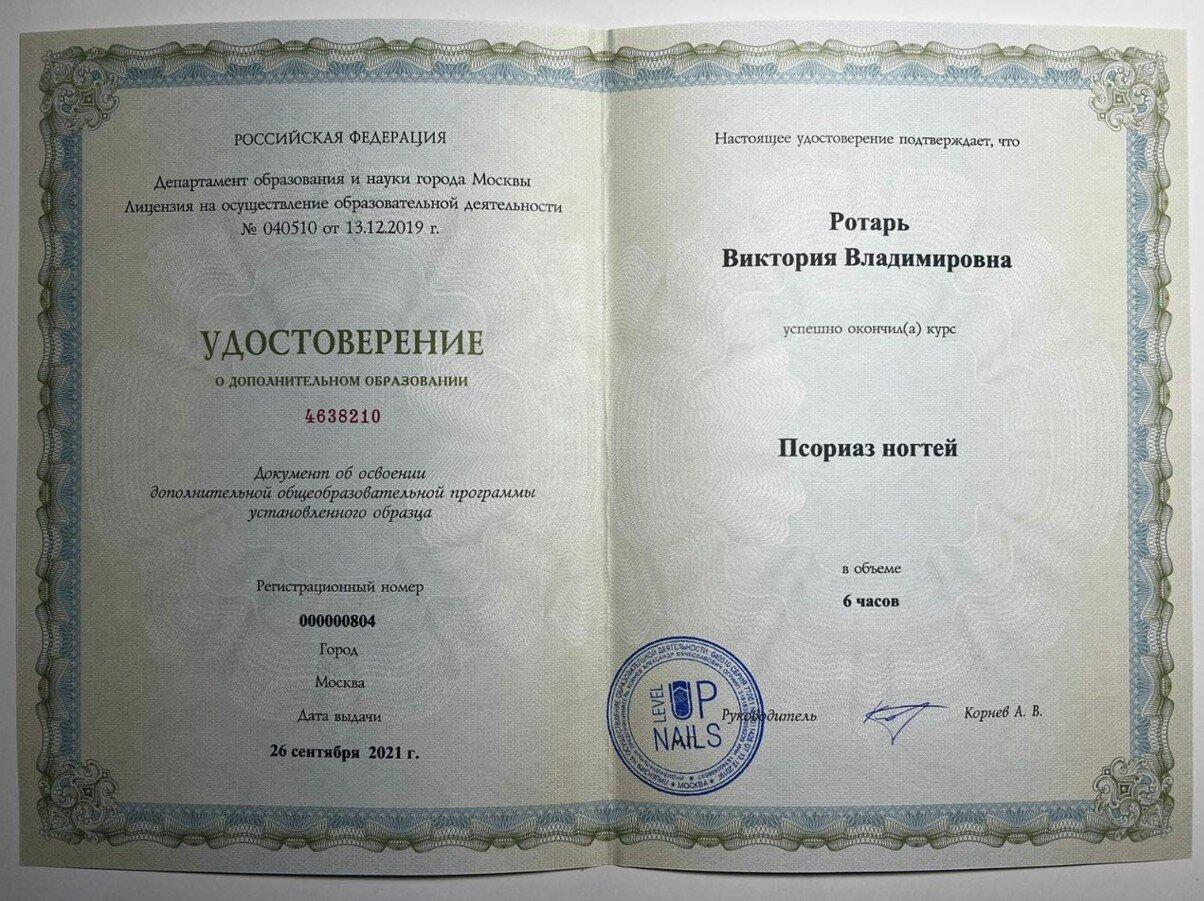 РОССИЙСКАЯ ФЕДЕРАЦИЯ
Департамент образования и науки города Москвы
Лицензия на осуществление образовательной деятельности
№ 040510 от 13.12.2019 г.
УДОСТОВЕРЕНИЕ
О ДОПОЛНИТЕЛЬНОМ ОБРАЗОВАНИИ
4638210
Документ об освоении
дополнительной общеобразовательной программы
установленного образца
Регистрационный номер
000000804
Город
Москва
Дата выдачи
26 сентября 2021 г.
Настоящее удостоверение подтверждает, что
Ротарь
Виктория Владимировна
успешно окончил(а) курс
Псориаз ногтей
в объеме
6 часов
LEVEL
UP
NAILS
МОСКВА
Руководитель
Корнев А. В.